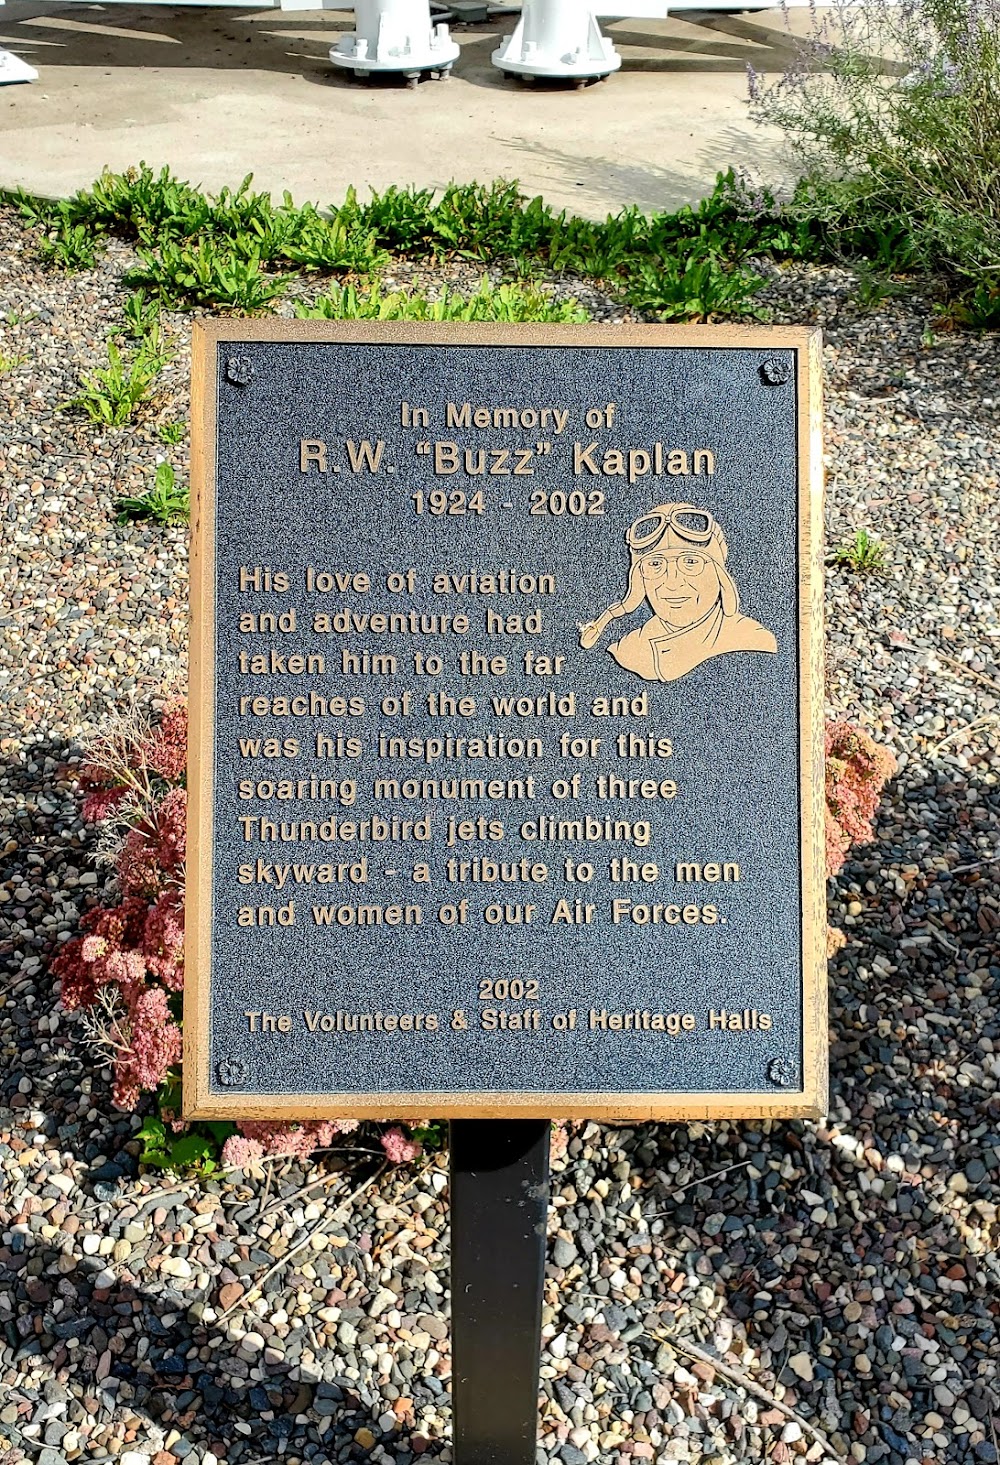 In Memory of
R.W. “Buzz” Kaplan
1924 - 2002
His love of aviation
and adventure had
taken him to the far
reaches of the world and
was his inspiration for this
soaring monument of three
Thunderbird jets climbing
skyward - a tribute to the men
and women of our Air Forces.
2002
The Volunteers & Staff of Heritage Halls